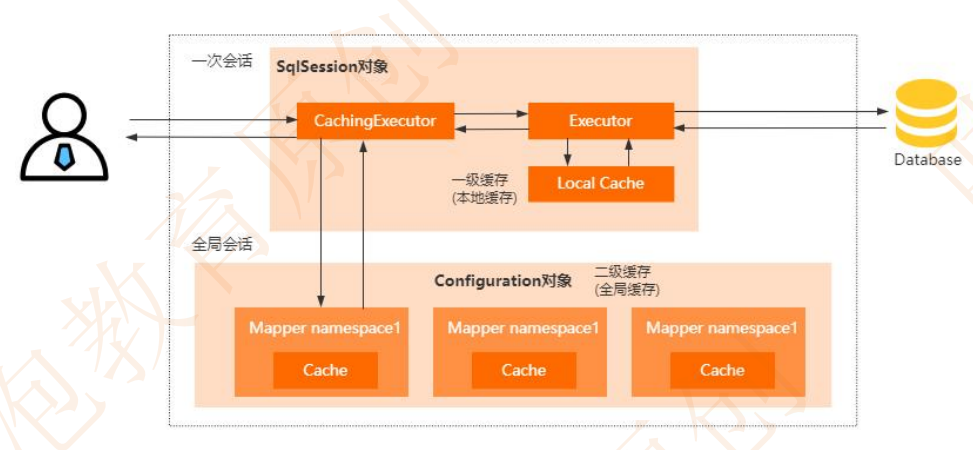 一次会话
SqlSession对象
CachingExecutor
Executor
Database
一级缓存
(本地缓存)
Local Cache
全局会话
Configuration对象
二级缓存
(全局缓存)
Mapper namespace1
Mapper namespace1
Mapper namespace1
Cache
Cache
Cache